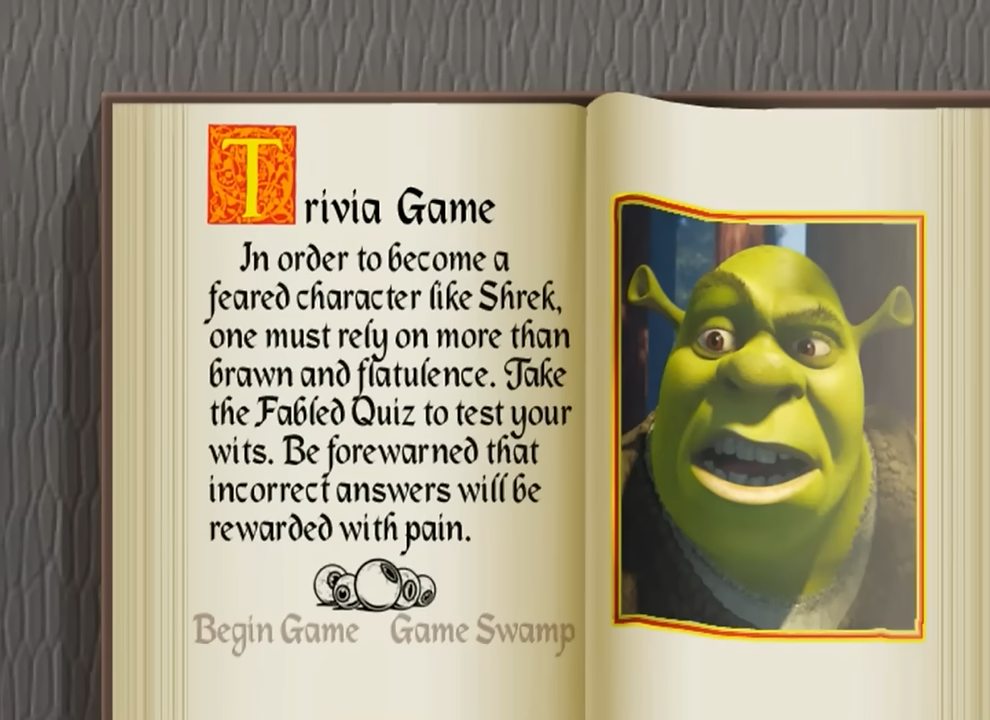 Trivia Game
In order to become a
feared character like Shrek,
one must rely on more than
brawn and flatulence. Take
the Fabled Quiz to test your
wits. Be forewarned that
incorrect answers will be
rewarded with pain.
Begin Game Game Swamp